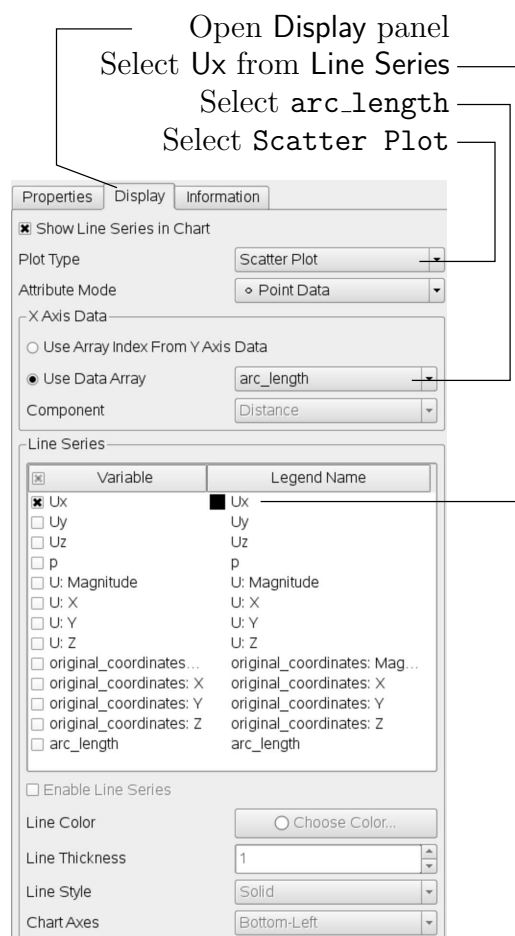 Open Display panel
Select Ux from Line Series
Select arc_length
Select Scatter Plot
Properties Display Information
Show Line Series in Chart
Plot Type Scatter Plot
Attribute Mode Point Data
X Axis Data
Use Array Index From Y Axis Data
Use Data Array arc_length
Component Distance
Line Series
Variable Legend Name
Ux Ux
Uy Uy
Uz Uz
p p
U: Magnitude U: Magnitude
U: X U: X
U: Y U: Y
U: Z U: Z
original_coordinates... original_coordinates: Mag...
original_coordinates: X original_coordinates: X
original_coordinates: Y original_coordinates: Y
original_coordinates: Z original_coordinates: Z
arc_length arc_length
Enable Line Series
Line Color Choose Color...
Line Thickness 1
Line Style Solid
Chart Axes Bottom-Left